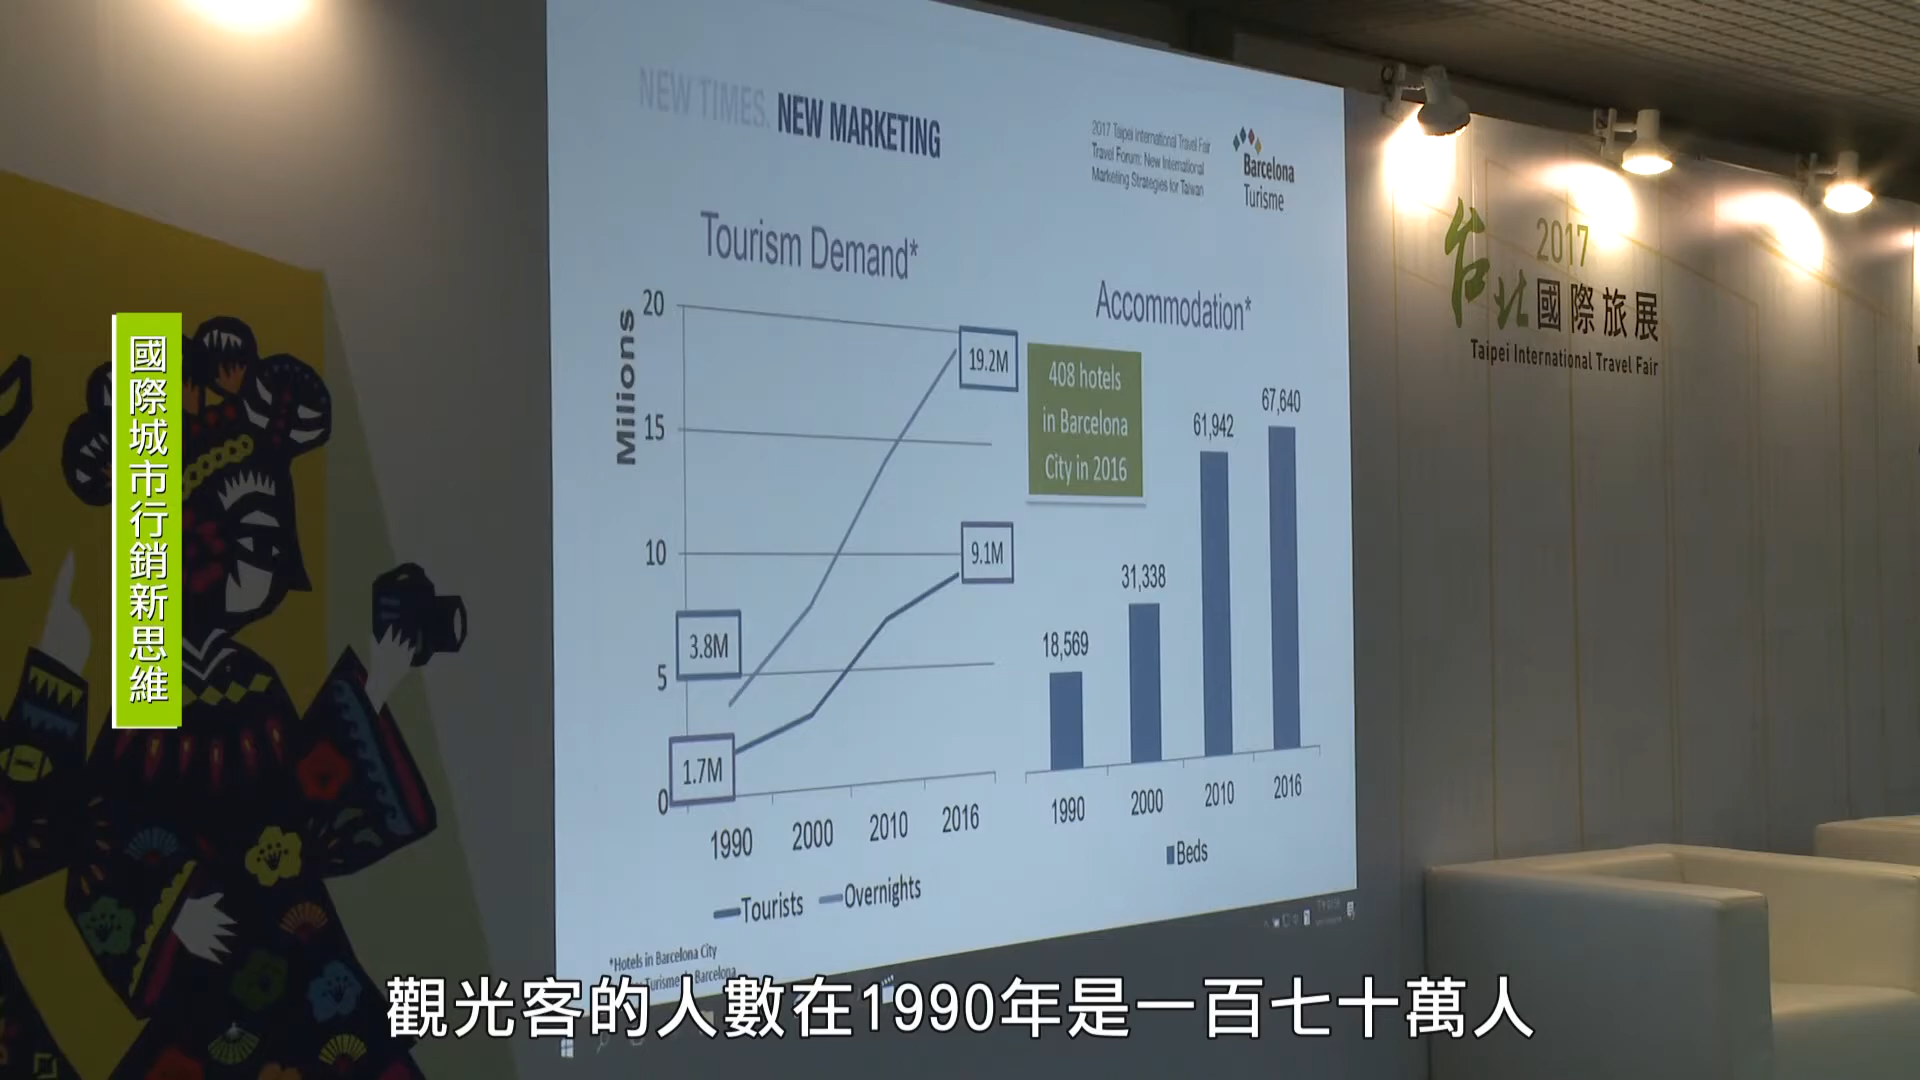 NEW TIMES. NEW MARKETING
2017 Taipei International Travel Fair
Travel Forum: New International
Marketing Strategies for Taiwan
Barcelona
Turisme
2017
台北國際旅展
Taipei International Travel Fair
國際城市行銷新思維
Tourism Demand*
Millions
20
15
10
5
0
19.2M
9.1M
3.8M
1.7M
1990 2000 2010 2016
Tourists Overnights
Accommodation*
408 hotels
in Barcelona
City in 2016
18,569
31,338
61,942
67,640
1990 2000 2010 2016
Beds
*Hotels in Barcelona City
Turisme Barcelona
觀光客的人數在1990年是一百七十萬人